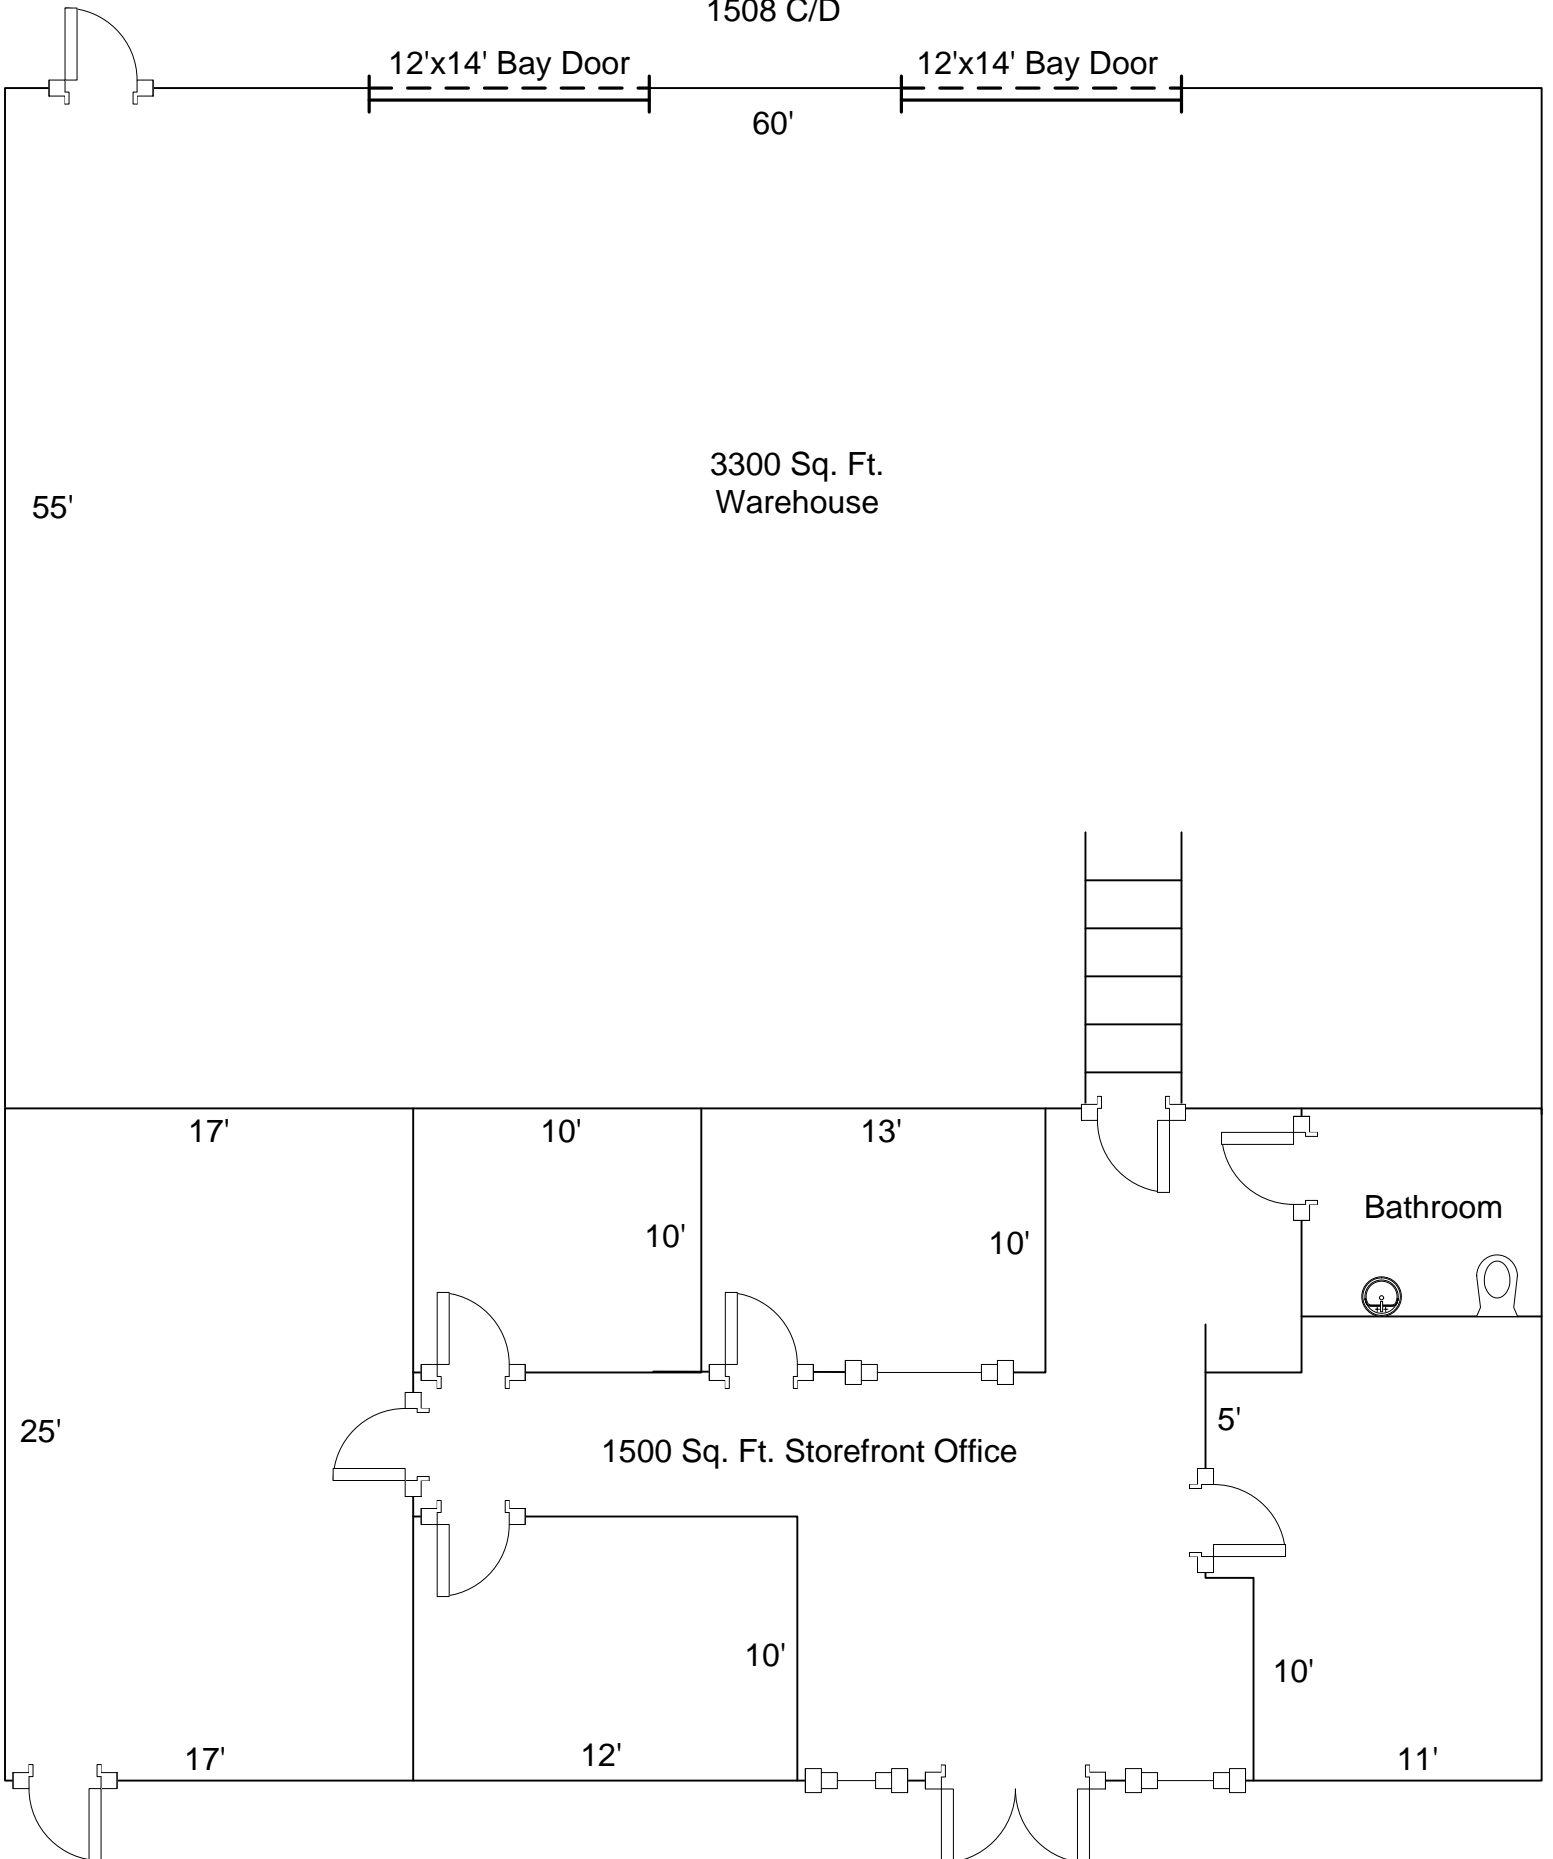 1508 C/D
12'x14' Bay Door
12'x14' Bay Door
60'
3300 Sq. Ft.
Warehouse
55'
17'
10'
13'
Bathroom
10'
10'
5'
25'
1500 Sq. Ft. Storefront Office
10'
10'
17'
12'
11'